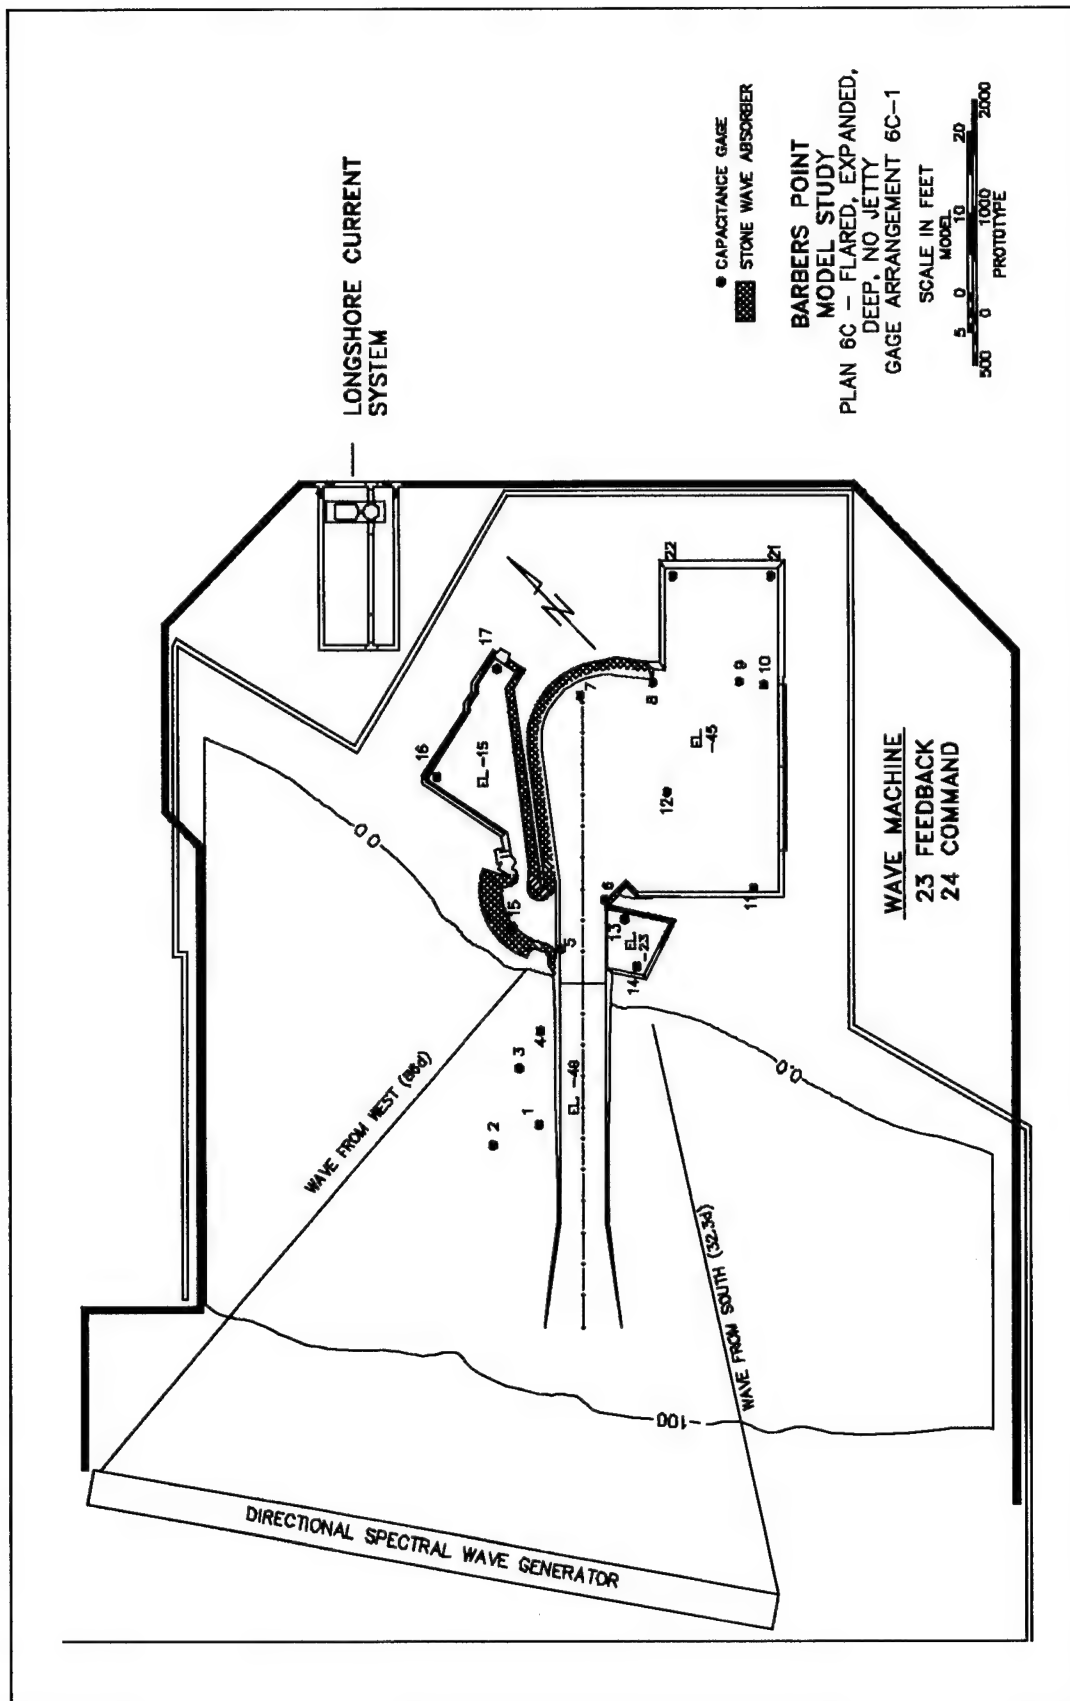 LONGSHORE CURRENT
SYSTEM
CAPACITANCE GAGE
STONE WAVE ABSORBER
BARBERS POINT
MODEL STUDY
PLAN 6C – FLARED, EXPANDED,
DEEP, NO JETTY
GAGE ARRANGEMENT 6C-1
SCALE IN FEET
MODEL
5 0 10 20
500 0 1000 2000
PROTOTYPE
N
17
16
EL -15
0.0
15
7
8
22
21
9
10
EL
-45
12
11
6
13
EL
-23
14
5
4
3
1
2
EL -48
0.0
-100
WAVE FROM WEST (86d)
WAVE FROM SOUTH (32.3d)
DIRECTIONAL SPECTRAL WAVE GENERATOR
WAVE MACHINE
23 FEEDBACK
24 COMMAND